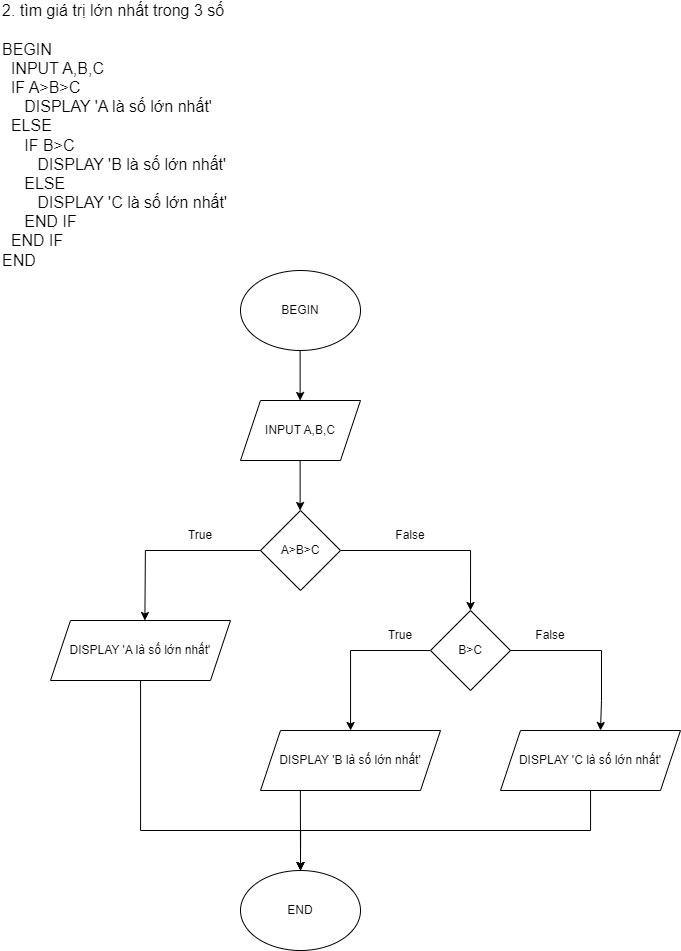 2. tìm giá trị lớn nhất trong 3 số
BEGIN
INPUT A,B,C
IF A>B>C
DISPLAY 'A là số lớn nhất'
ELSE
IF B>C
DISPLAY 'B là số lớn nhất'
ELSE
DISPLAY 'C là số lớn nhất'
END IF
END IF
END
BEGIN
INPUT A,B,C
A>B>C
True
False
DISPLAY 'A là số lớn nhất'
B>C
True
False
DISPLAY 'B là số lớn nhất'
DISPLAY 'C là số lớn nhất'
END